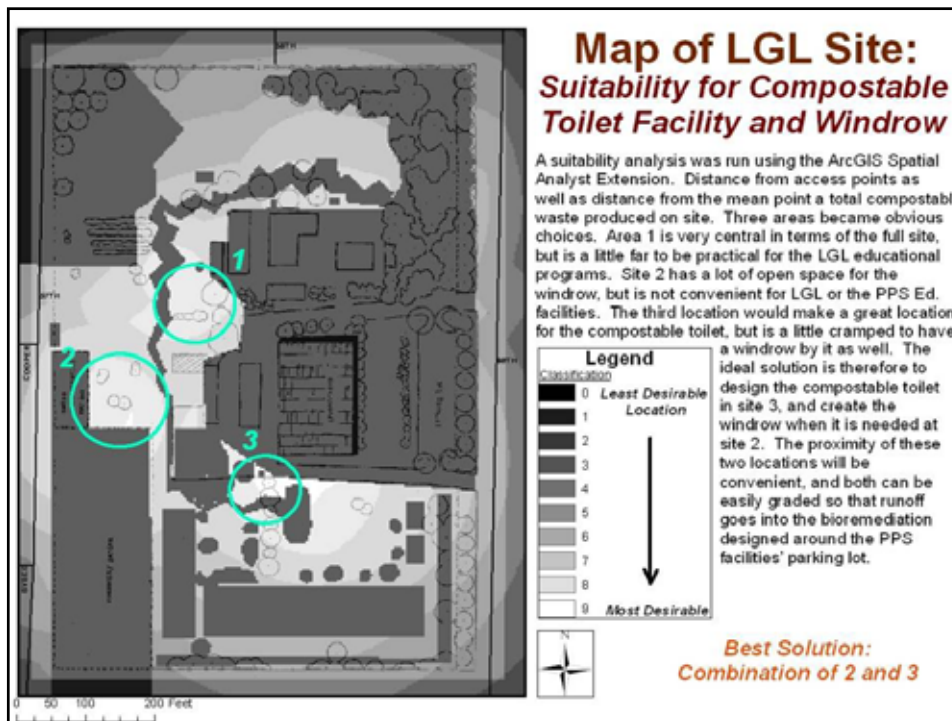 Map of LGL Site:
Suitability for Compostable
Toilet Facility and Windrow
A suitability analysis was run using the ArcGIS Spatial
Analyst Extension. Distance from access points as
well as distance from the mean point a total compostabl
waste produced on site. Three areas became obvious
choices. Area 1 is very central in terms of the full site,
but is a little far to be practical for the LGL educational
programs. Site 2 has a lot of open space for the
windrow, but is not convenient for LGL or the PPS Ed.
facilities. The third location would make a great location
for the compostable toilet, but is a little cramped to have
a windrow by it as well. The
ideal solution is therefore to
design the compostable toilet
in site 3, and create the
windrow when it is needed at
site 2. The proximity of these
two locations will be
convenient, and both can be
easily graded so that runoff
goes into the bioremediation
designed around the PPS
facilities' parking lot.
Legend
Classification
0 Least Desirable
Location
1
2
3
4
5
6
7
8
9 Most Desirable
N
Best Solution:
Combination of 2 and 3
1
2
3
0 50 100 200 Feet